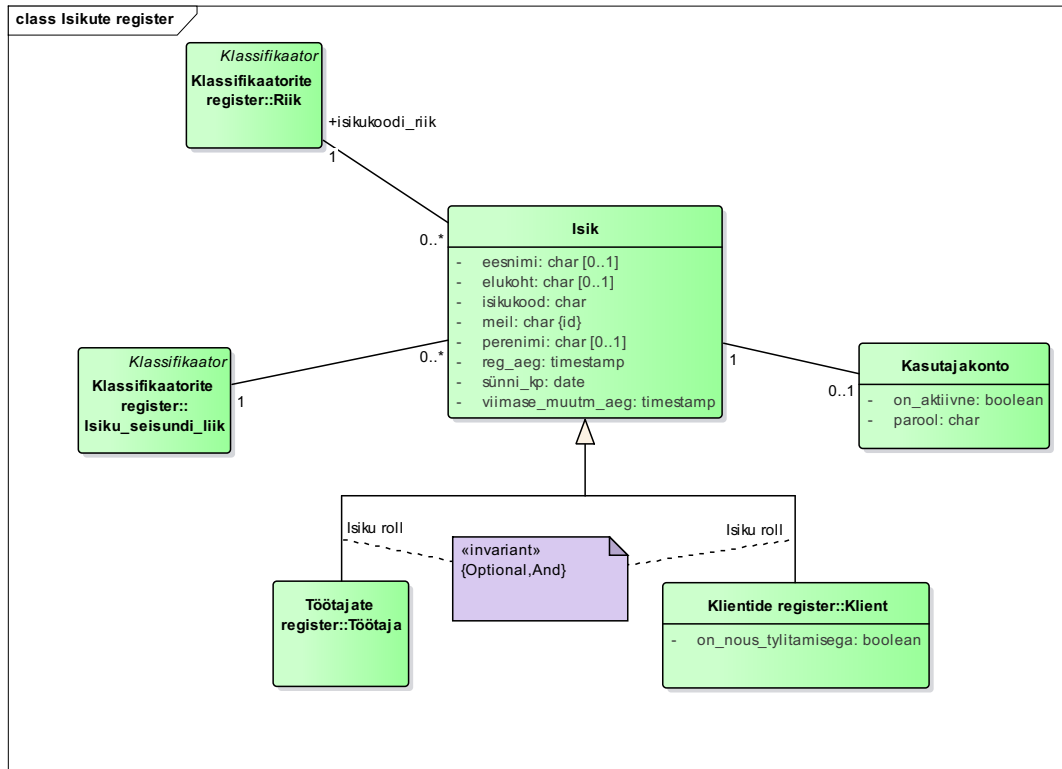 class Isikute register
Klassifikaator
Klassifikaatorite
register::Riik
+isikukoodi_riik
1
0..*
Isik
- eesnimi: char [0..1]
- elukoht: char [0..1]
- isikukood: char
- meil: char {id}
- perenimi: char [0..1]
- reg_aeg: timestamp
- sünni_kp: date
- viimase_muutm_aeg: timestamp
Klassifikaator
Klassifikaatorite
register::
Isiku_seisundi_liik
1
0..*
1
0..1
Kasutajakonto
- on_aktiivne: boolean
- parool: char
Isiku roll
Isiku roll
«invariant»
{Optional,And}
Töötajate
register::Töötaja
Klientide register::Klient
- on_nous_tylitamisega: boolean